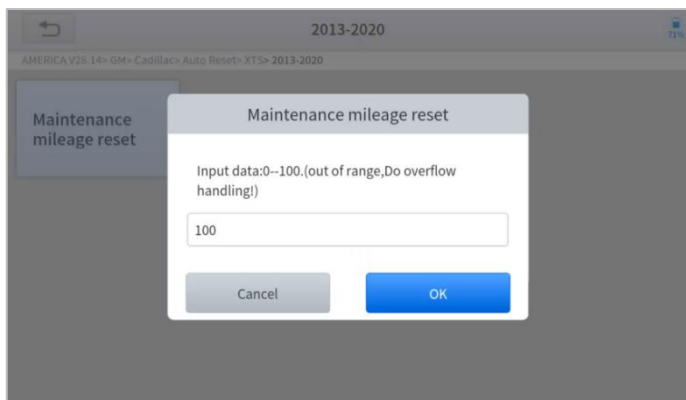 2013-2020
71%
AMERICA V26.14> GM> Cadillac> Auto Reset> XTS> 2013-2020
Maintenance
mileage reset
Maintenance mileage reset
Input data:0--100.(out of range,Do overflow
handling!)
100
Cancel
OK